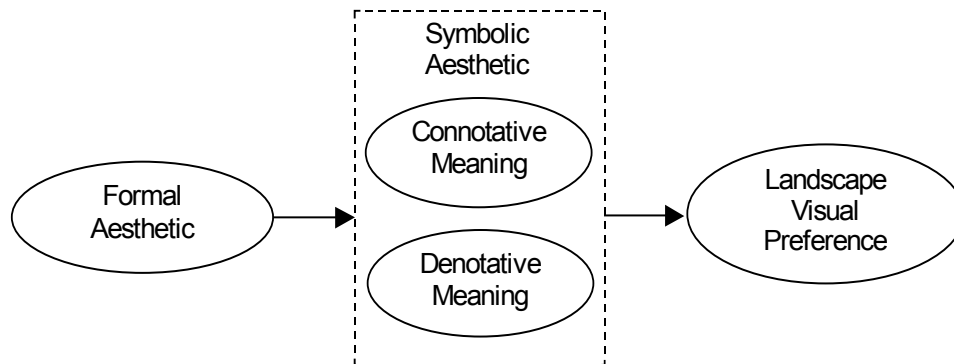 Symbolic
Aesthetic
Connotative
Meaning
Formal
Aesthetic
Landscape
Visual
Preference
Denotative
Meaning